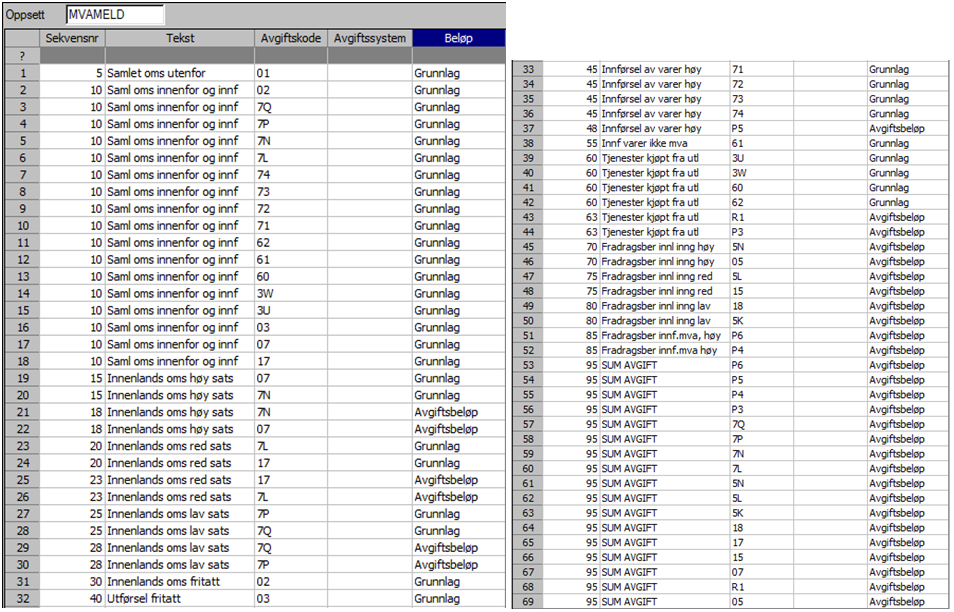 Oppsett MVAMELD
Sekvensnr Tekst Avgiftskode Avgiftssystem Beløp
?
1 5 Samlet oms utenfor 01 Grunnlag
2 10 Saml oms innenfor og innf 02 Grunnlag
3 10 Saml oms innenfor og innf 7Q Grunnlag
4 10 Saml oms innenfor og innf 7P Grunnlag
5 10 Saml oms innenfor og innf 7N Grunnlag
6 10 Saml oms innenfor og innf 7L Grunnlag
7 10 Saml oms innenfor og innf 74 Grunnlag
8 10 Saml oms innenfor og innf 73 Grunnlag
9 10 Saml oms innenfor og innf 72 Grunnlag
10 10 Saml oms innenfor og innf 71 Grunnlag
11 10 Saml oms innenfor og innf 62 Grunnlag
12 10 Saml oms innenfor og innf 61 Grunnlag
13 10 Saml oms innenfor og innf 60 Grunnlag
14 10 Saml oms innenfor og innf 3W Grunnlag
15 10 Saml oms innenfor og innf 3U Grunnlag
16 10 Saml oms innenfor og innf 03 Grunnlag
17 10 Saml oms innenfor og innf 07 Grunnlag
18 10 Saml oms innenfor og innf 17 Grunnlag
19 15 Innenlands oms høy sats 07 Grunnlag
20 15 Innenlands oms høy sats 7N Grunnlag
21 18 Innenlands oms høy sats 7N Avgiftsbeløp
22 18 Innenlands oms høy sats 07 Avgiftsbeløp
23 20 Innenlands oms red sats 7L Grunnlag
24 20 Innenlands oms red sats 17 Grunnlag
25 23 Innenlands oms red sats 17 Avgiftsbeløp
26 23 Innenlands oms red sats 7L Avgiftsbeløp
27 25 Innenlands oms lav sats 7P Grunnlag
28 25 Innenlands oms lav sats 7Q Grunnlag
29 28 Innenlands oms lav sats 7Q Avgiftsbeløp
30 28 Innenlands oms lav sats 7P Avgiftsbeløp
31 30 Innenlands oms fritatt 02 Grunnlag
32 40 Utførsel fritatt 03 Grunnlag
33 45 Innførsel av varer høy 71 Grunnlag
34 45 Innførsel av varer høy 72 Grunnlag
35 45 Innførsel av varer høy 73 Grunnlag
36 45 Innførsel av varer høy 74 Grunnlag
37 48 Innførsel av varer høy P5 Avgiftsbeløp
38 55 Innf varer ikke mva 61 Grunnlag
39 60 Tjenester kjøpt fra utl 3U Grunnlag
40 60 Tjenester kjøpt fra utl 3W Grunnlag
41 60 Tjenester kjøpt fra utl 60 Grunnlag
42 60 Tjenester kjøpt fra utl 62 Grunnlag
43 63 Tjenester kjøpt fra utl R1 Avgiftsbeløp
44 63 Tjenester kjøpt fra utl P3 Avgiftsbeløp
45 70 Fradragsber innl inng høy 5N Avgiftsbeløp
46 70 Fradragsber innl inng høy 05 Avgiftsbeløp
47 75 Fradragsber innl inng red 5L Avgiftsbeløp
48 75 Fradragsber innl inng red 15 Avgiftsbeløp
49 80 Fradragsber innl inng lav 18 Avgiftsbeløp
50 80 Fradragsber innl inng lav 5K Avgiftsbeløp
51 85 Fradragsber innf.mva, høy P6 Avgiftsbeløp
52 85 Fradragsber innf.mva høy P4 Avgiftsbeløp
53 95 SUM AVGIFT P6 Avgiftsbeløp
54 95 SUM AVGIFT P5 Avgiftsbeløp
55 95 SUM AVGIFT P4 Avgiftsbeløp
56 95 SUM AVGIFT P3 Avgiftsbeløp
57 95 SUM AVGIFT 7Q Avgiftsbeløp
58 95 SUM AVGIFT 7P Avgiftsbeløp
59 95 SUM AVGIFT 7N Avgiftsbeløp
60 95 SUM AVGIFT 7L Avgiftsbeløp
61 95 SUM AVGIFT 5N Avgiftsbeløp
62 95 SUM AVGIFT 5L Avgiftsbeløp
63 95 SUM AVGIFT 5K Avgiftsbeløp
64 95 SUM AVGIFT 18 Avgiftsbeløp
65 95 SUM AVGIFT 17 Avgiftsbeløp
66 95 SUM AVGIFT 15 Avgiftsbeløp
67 95 SUM AVGIFT 07 Avgiftsbeløp
68 95 SUM AVGIFT R1 Avgiftsbeløp
69 95 SUM AVGIFT 05 Avgiftsbeløp